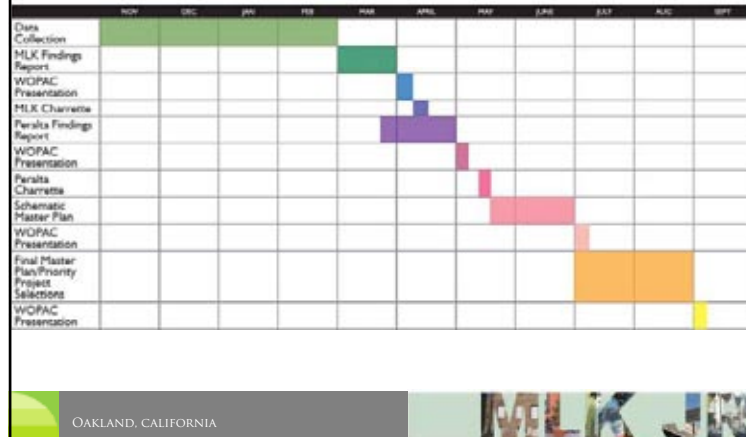 NOV DEC JAN FEB MAR APRIL MAY JUNE JULY AUG SEPT
Data
Collection
MLK Findings
Report
WOPAC
Presentation
MLK Charrette
Peralta Findings
Report
WOPAC
Presentation
Peralta
Charrette
Schematic
Master Plan
WOPAC
Presentation
Final Master
Plan/Priority
Project
Selections
WOPAC
Presentation
OAKLAND, CALIFORNIA
MLK JR